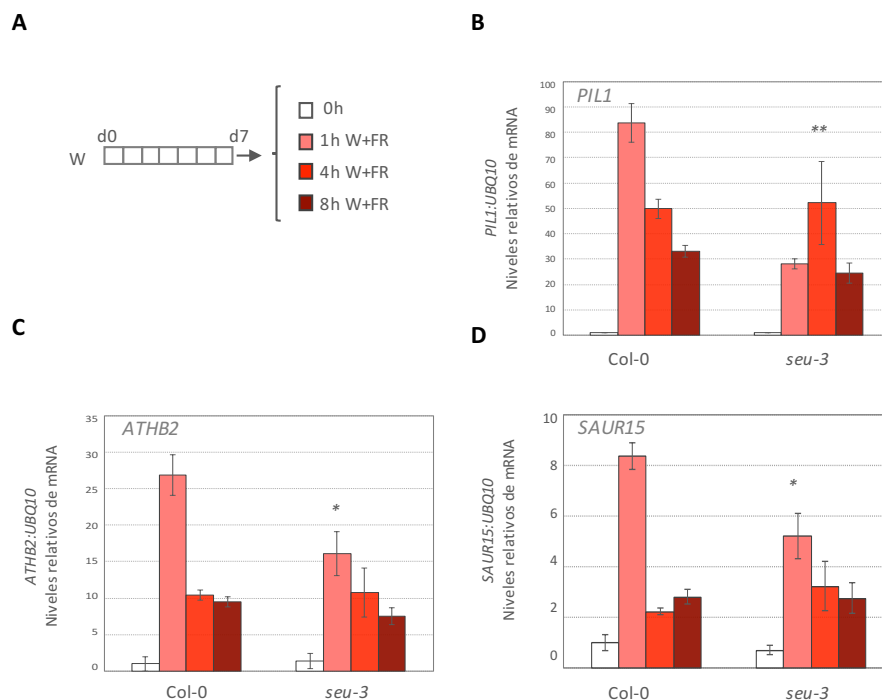 A
d0
d7
W
0h
1h W+FR
4h W+FR
8h W+FR
B
PIL1
**
PIL1:UBQ10
Niveles relativos de mRNA
100
90
80
70
60
50
40
30
20
10
0
Col-0
seu-3
C
ATHB2
*
ATHB2:UBQ10
Niveles relativos de mRNA
35
30
25
20
15
10
5
0
Col-0
seu-3
D
SAUR15
*
SAUR15:UBQ10
Niveles relativos de mRNA
10
8
6
4
2
0
Col-0
seu-3